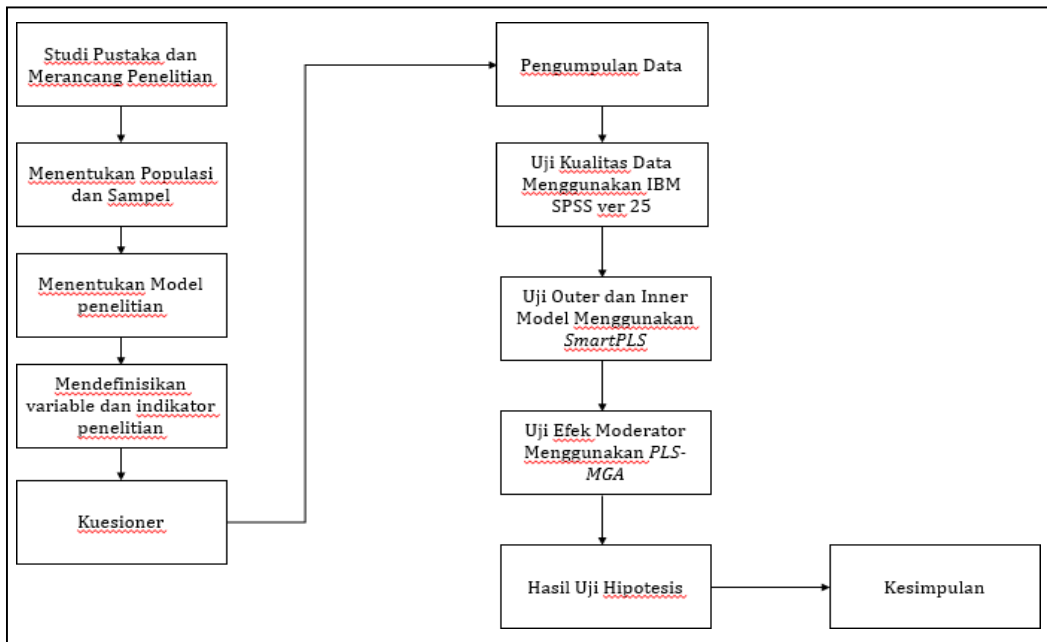 Studi Pustaka dan
Merancang Penelitian
Menentukan Populasi
dan Sampel
Menentukan Model
penelitian
Mendefinisikan
variable dan indikator
penelitian
Kuesioner
Pengumpulan Data
Uji Kualitas Data
Menggunakan IBM
SPSS ver 25
Uji Outer dan Inner
Model Menggunakan
SmartPLS
Uji Efek Moderator
Menggunakan PLS-
MGA
Hasil Uji Hipotesis
Kesimpulan